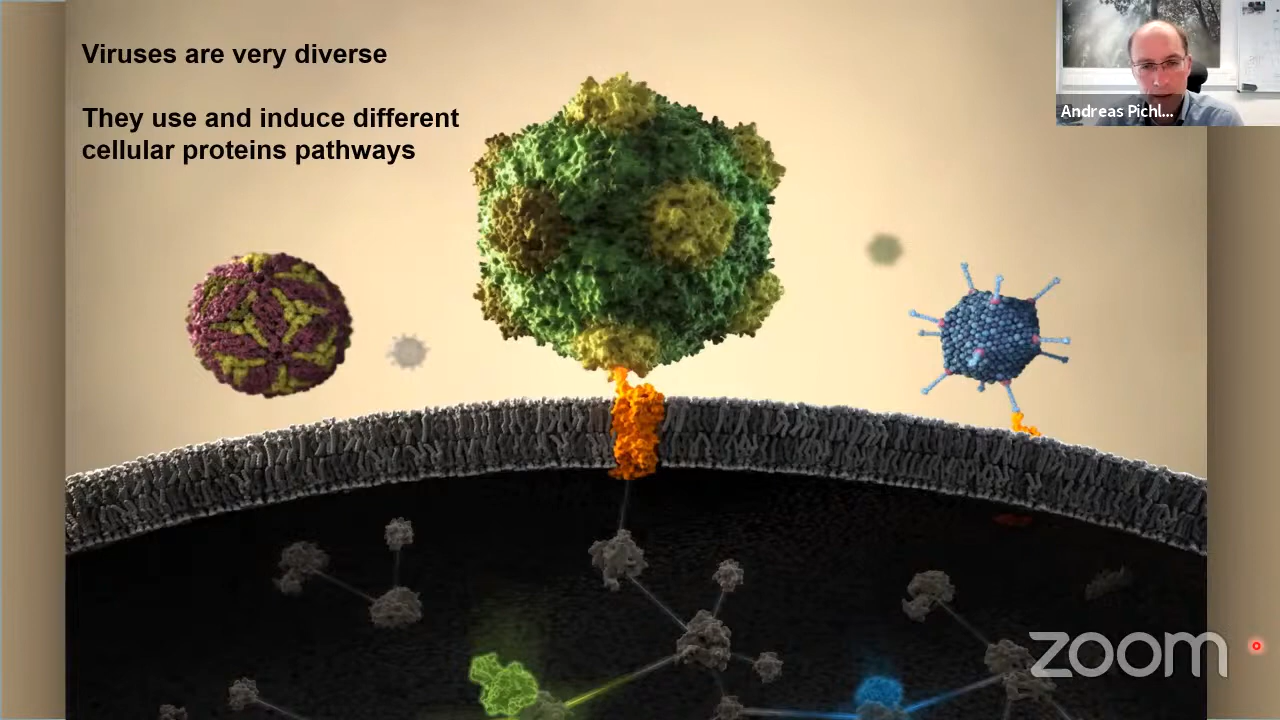 Viruses are very diverse
They use and induce different
cellular proteins pathways
Andreas Pichl...
zoom